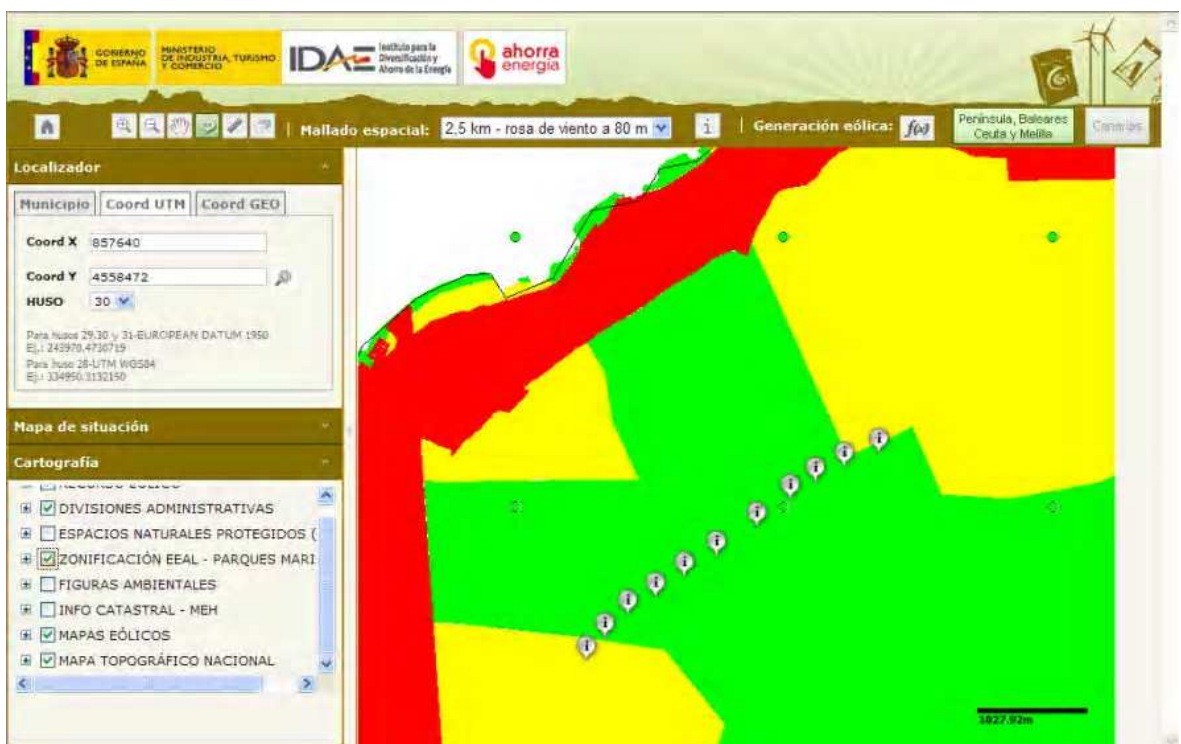 GOBIERNO
DE ESPAÑA
MINISTERIO
DE INDUSTRIA, TURISMO
Y COMERCIO
IDAE
Instituto para la
Diversificación y
Ahorro de la Energía
ahorra
energía
Mallado espacial:
2,5 km - rosa de viento a 80 m
i
Generación eólica:
f(x)
Península, Baleares
Ceuta y Melilla
Canarias
Localizador
Municipio
Coord UTM
Coord GEO
Coord X 857640
Coord Y 4558472
HUSO 30
Para husos 29,30 y 31-EUROPEAN DATUM 1950
Ej.: 243970,4730719
Para huso 28-UTM WGS84
Ej.: 334950,3132150
Mapa de situación
Cartografía
RECURSO EÓLICO
DIVISIONES ADMINISTRATIVAS
ESPACIOS NATURALES PROTEGIDOS (
ZONIFICACIÓN EEAL - PARQUES MARI
FIGURAS AMBIENTALES
INFO CATASTRAL - MEH
MAPAS EÓLICOS
MAPA TOPOGRÁFICO NACIONAL
i
i
i
i
i
i
i
i
i
i
i
1027.92m